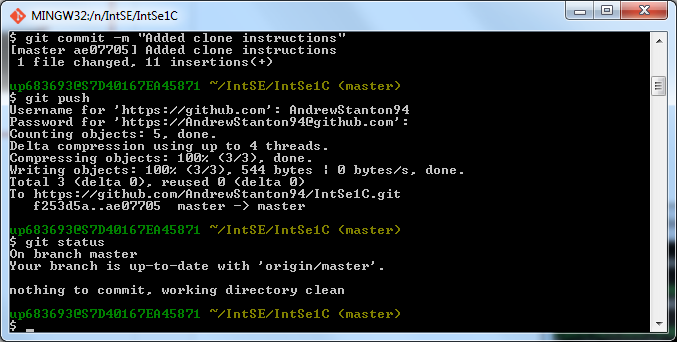 MINGW32:/n/IntSE/IntSe1C
$ git commit -m "Added clone instructions"
[master ae07705] Added clone instructions
 1 file changed, 11 insertions(+)
up683693@S7D40167EA45871 ~/IntSE/IntSe1C (master)
$ git push
Username for 'https://github.com': AndrewStanton94
Password for 'https://AndrewStanton94@github.com':
Counting objects: 5, done.
Delta compression using up to 4 threads.
Compressing objects: 100% (3/3), done.
Writing objects: 100% (3/3), 544 bytes | 0 bytes/s, done.
Total 3 (delta 0), reused 0 (delta 0)
To https://github.com/AndrewStanton94/IntSe1C.git
   f253d5a..ae07705  master -> master
up683693@S7D40167EA45871 ~/IntSE/IntSe1C (master)
$ git status
On branch master
Your branch is up-to-date with 'origin/master'.
nothing to commit, working directory clean
up683693@S7D40167EA45871 ~/IntSE/IntSe1C (master)
$